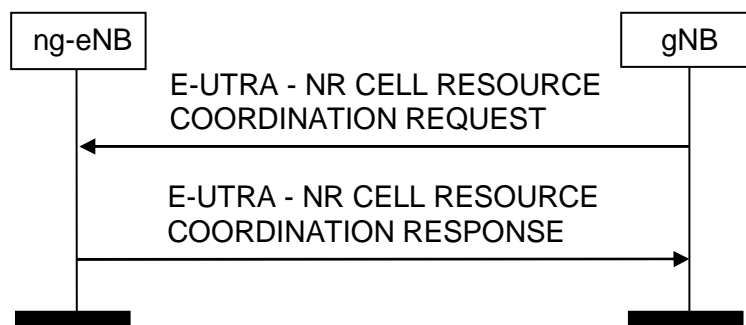 ng-eNB
gNB
E-UTRA - NR CELL RESOURCE
COORDINATION REQUEST
E-UTRA - NR CELL RESOURCE
COORDINATION RESPONSE